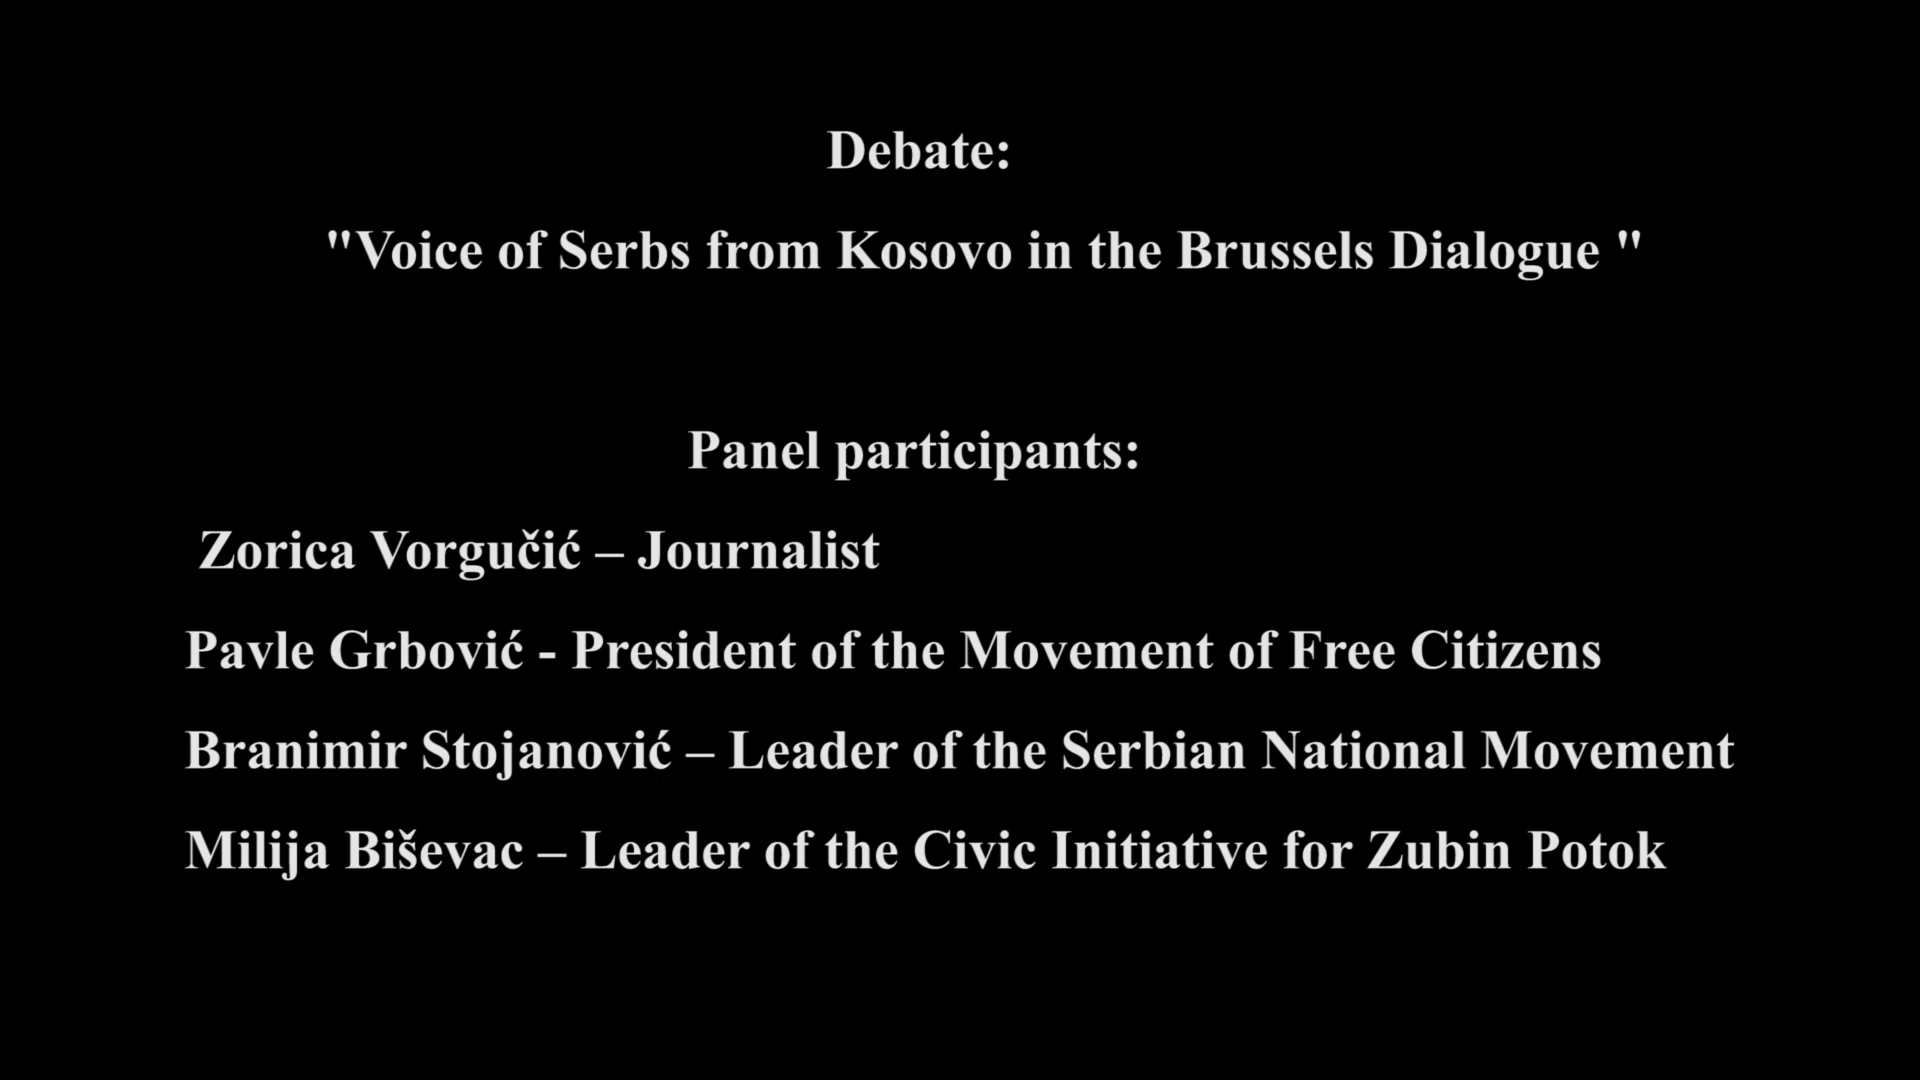 Debate:
"Voice of Serbs from Kosovo in the Brussels Dialogue "
Panel participants:
Zorica Vorgučić – Journalist
Pavle Grbović - President of the Movement of Free Citizens
Branimir Stojanović – Leader of the Serbian National Movement
Milija Biševac – Leader of the Civic Initiative for Zubin Potok